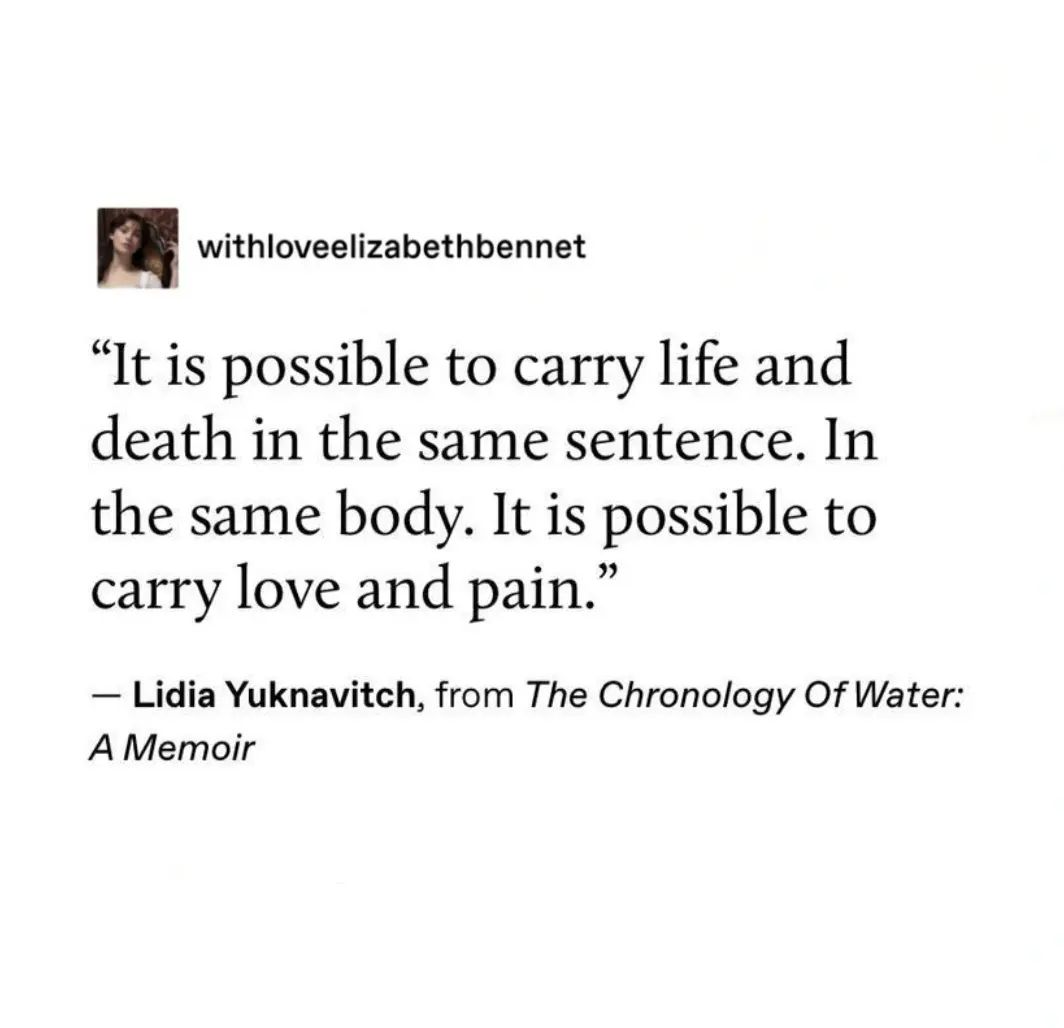 withloveelizabethbennet
“It is possible to carry life and
death in the same sentence. In
the same body. It is possible to
carry love and pain.”
— Lidia Yuknavitch, from The Chronology Of Water:
A Memoir